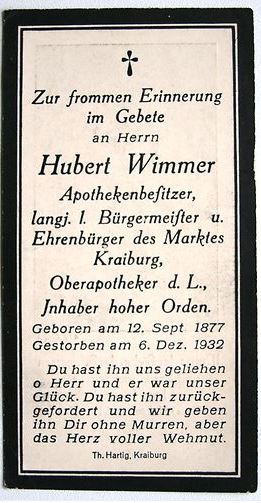 Zur frommen Erinnerung
im Gebete
an Herrn
Hubert Wimmer
Apothekenbesitzer,
langj. l. Bürgermeister u.
Ehrenbürger des Marktes
Kraiburg,
Oberapotheker d. L.,
Jnhaber hoher Orden.
Geboren am 12. Sept 1877
Gestorben am 6. Dez. 1932
Du hast ihn uns geliehen
o Herr und er war unser
Glück. Du hast ihn zurück-
gefordert und wir geben
ihn Dir ohne Murren, aber
das Herz voller Wehmut.
Th. Hartig, Kraiburg